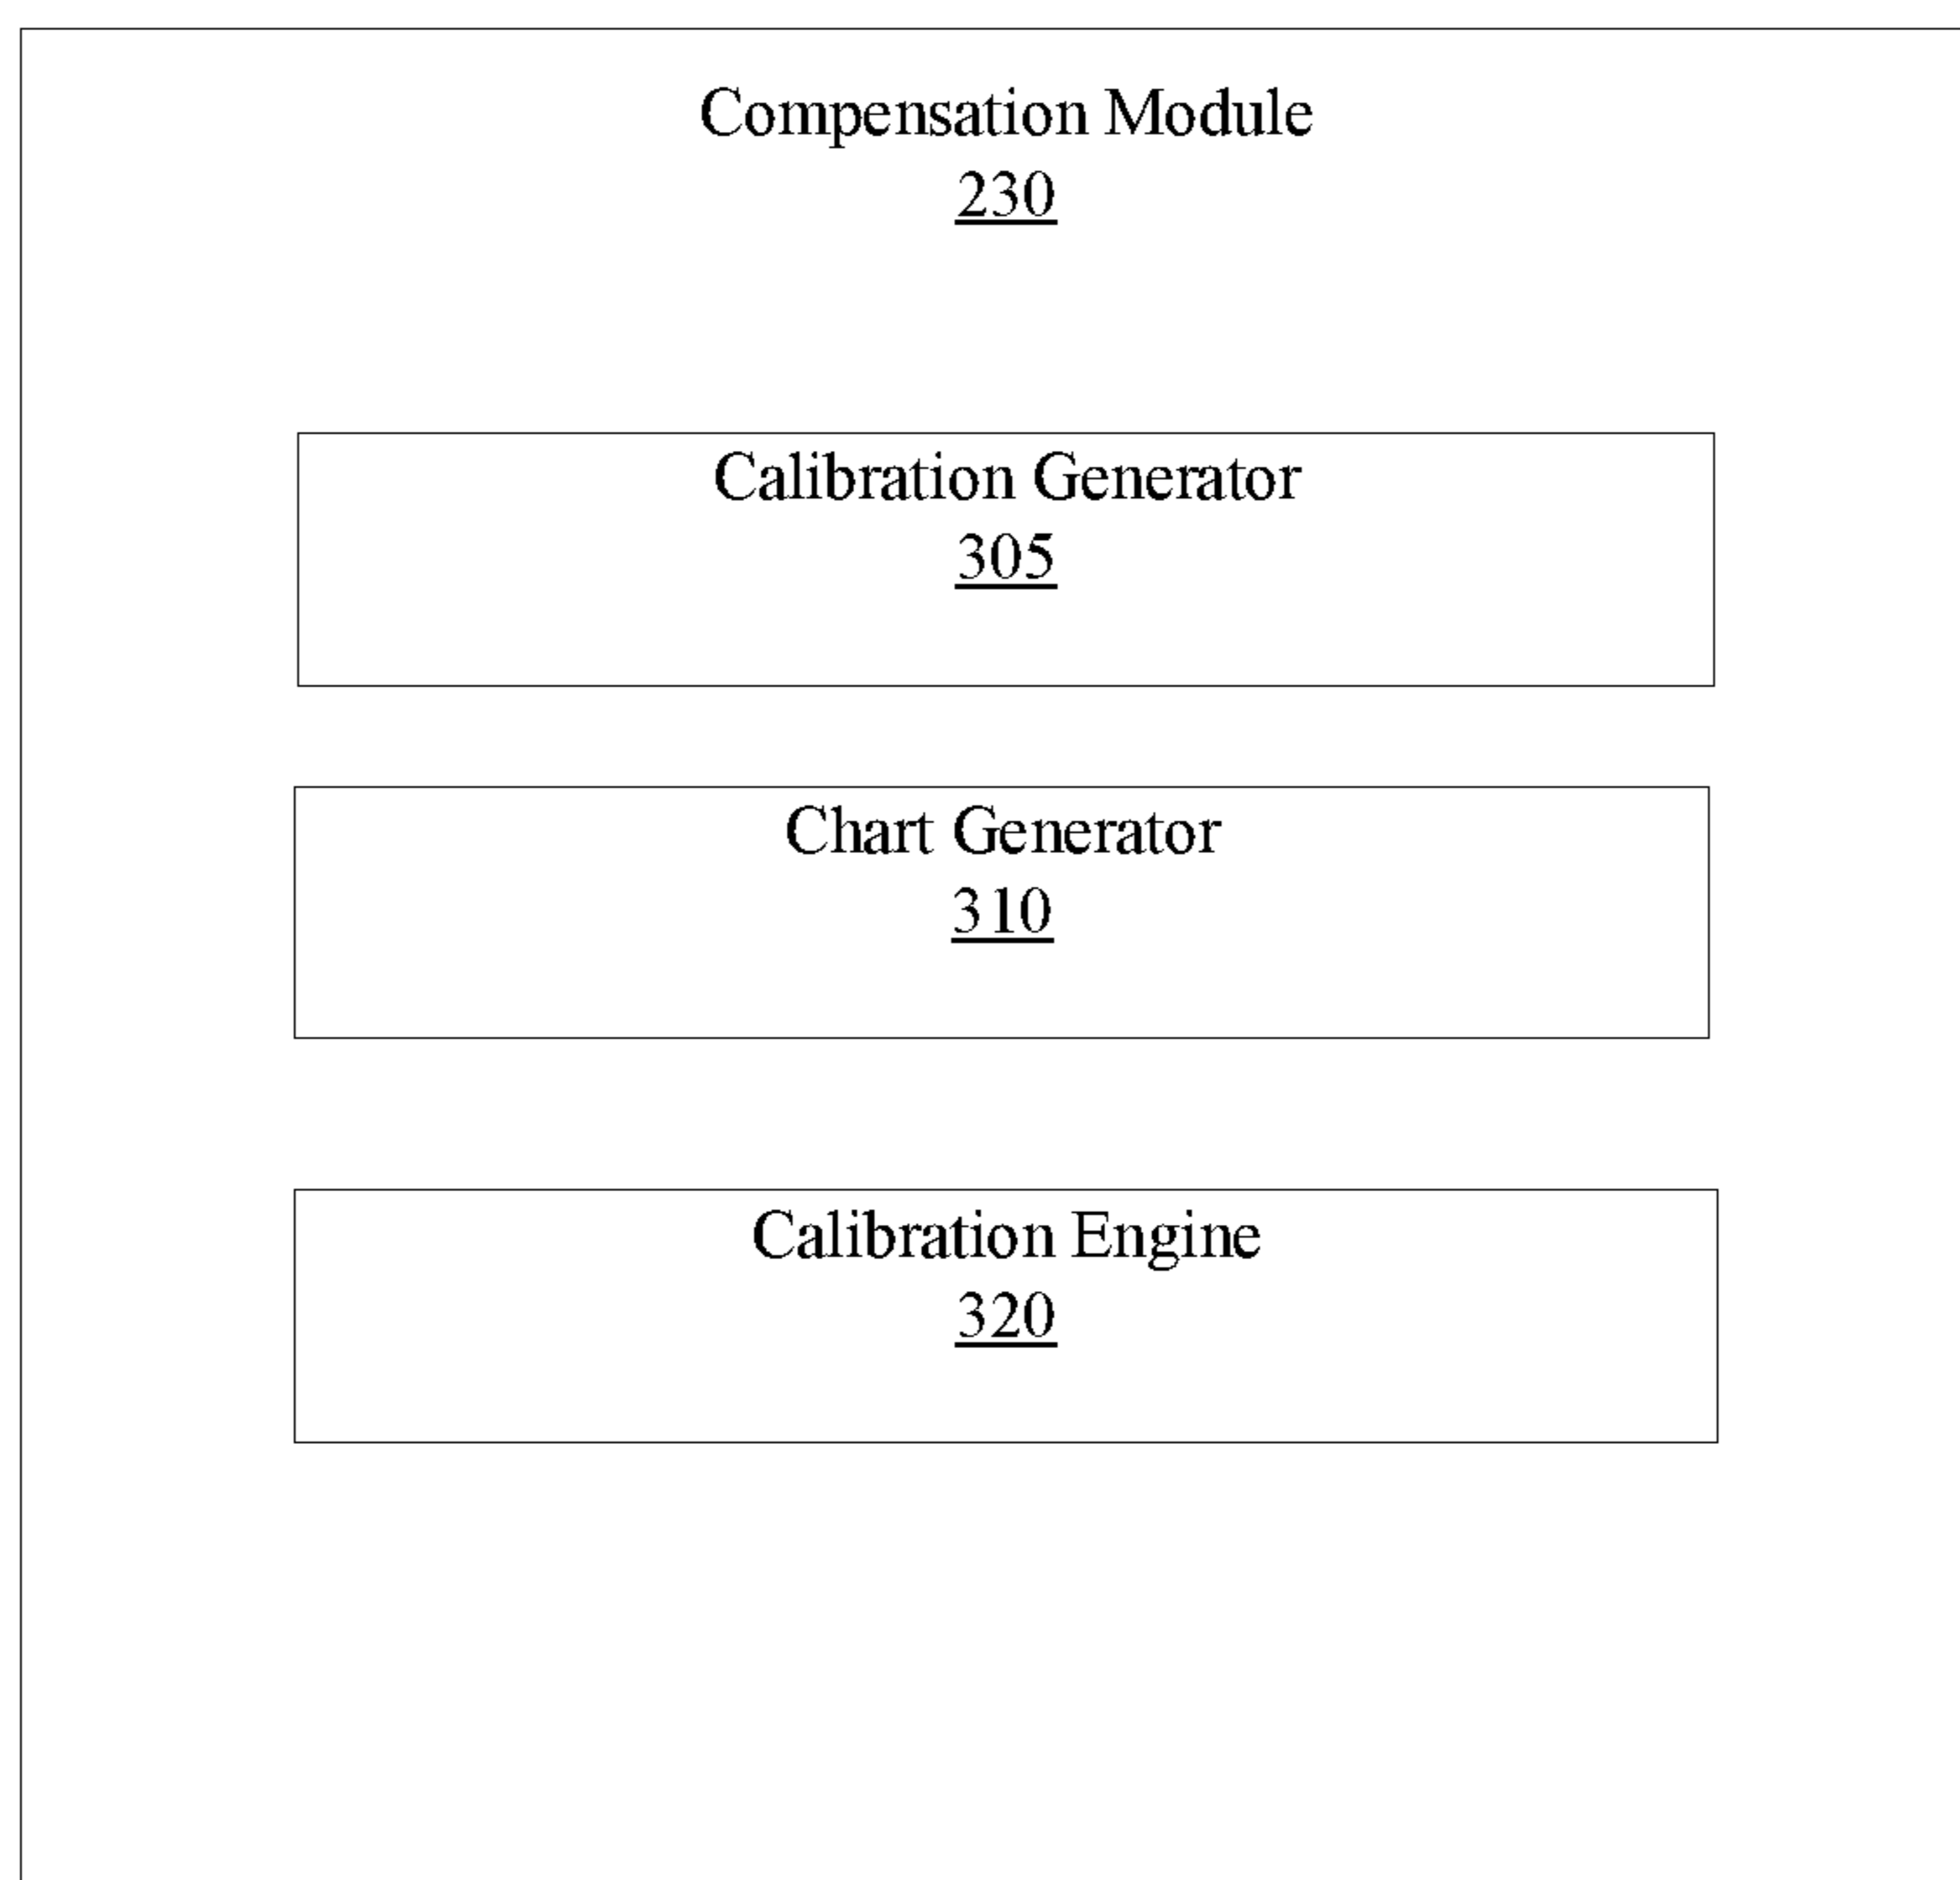 Compensation Module
230
Calibration Generator
305
Chart Generator
310
Calibration Engine
320